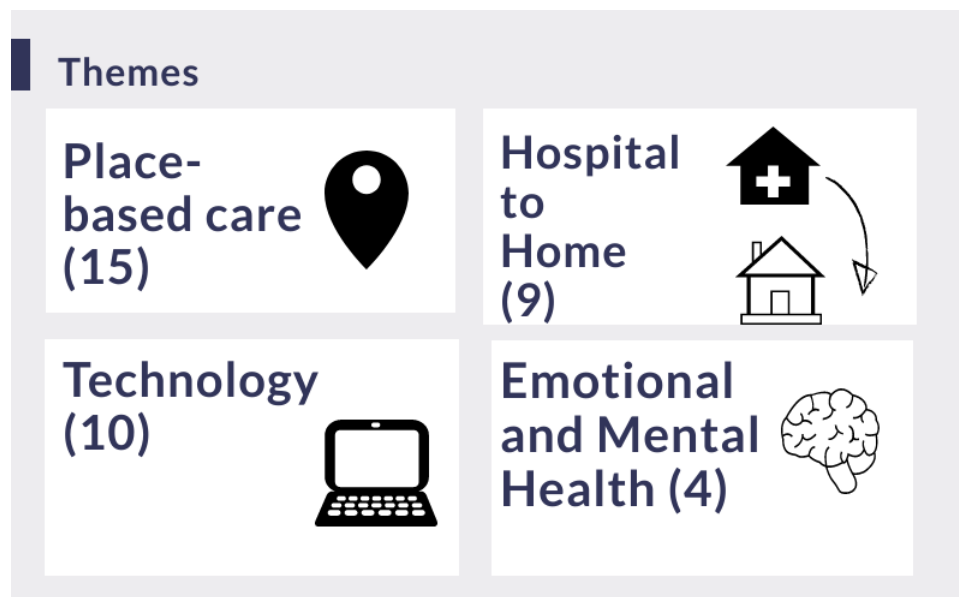 Themes
Place-
based care
(15)
Hospital
to
Home
(9)
Technology
(10)
Emotional
and Mental
Health (4)